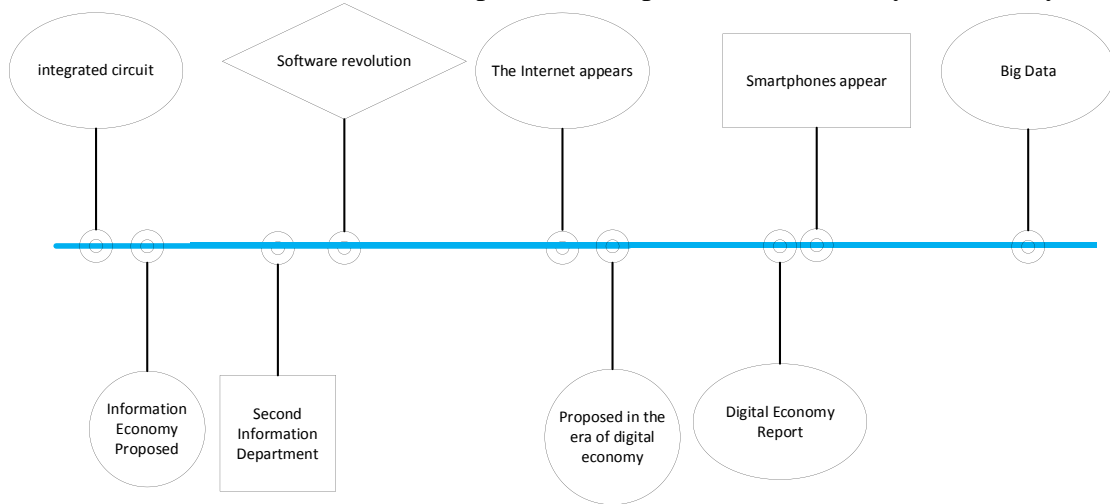 integrated circuit
Software revolution
The Internet appears
Smartphones appear
Big Data
Information
Economy
Proposed
Second
Information
Department
Proposed in the
era of digital
economy
Digital Economy
Report